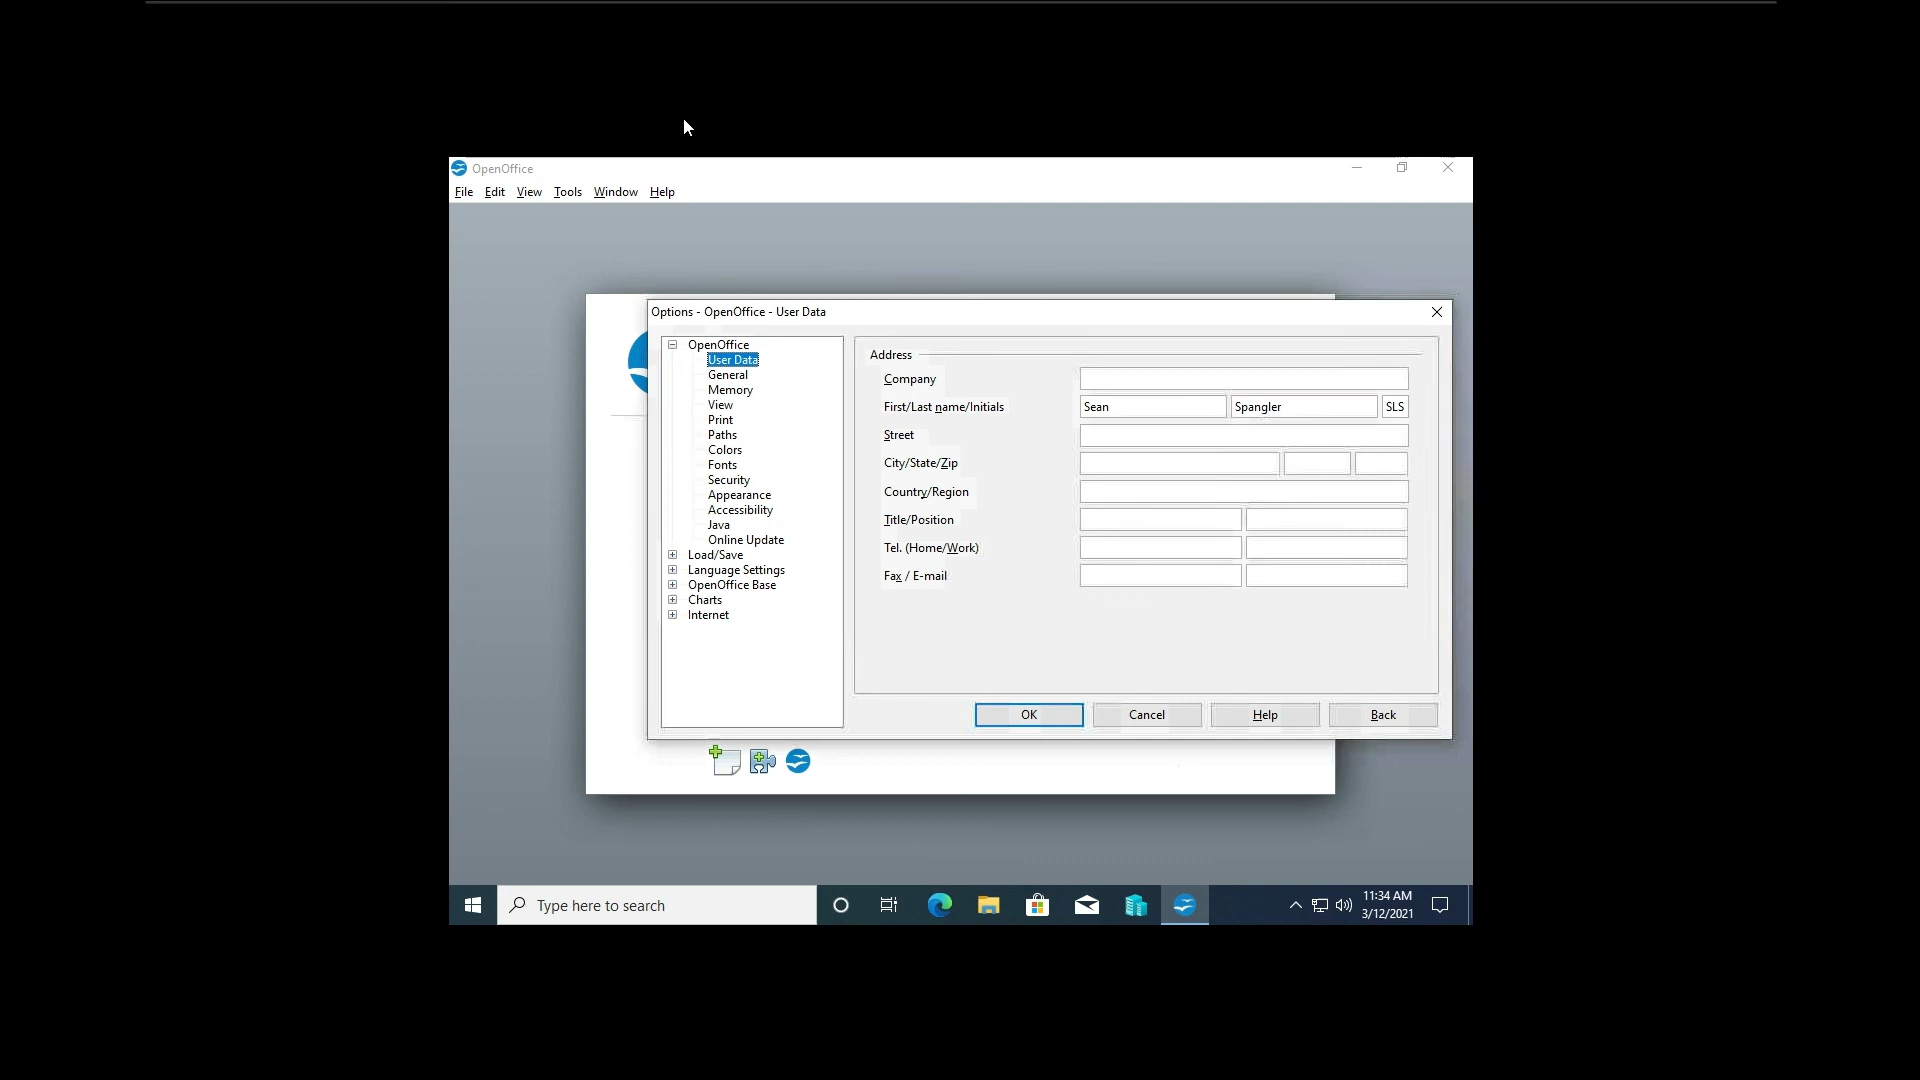 OpenOffice
File Edit View Tools Window Help
Options - OpenOffice - User Data
OpenOffice
User Data
General
Memory
View
Print
Paths
Colors
Fonts
Security
Appearance
Accessibility
Java
Online Update
Load/Save
Language Settings
OpenOffice Base
Charts
Internet
Address
Company
First/Last name/Initials Sean Spangler SLS
Street
City/State/Zip
Country/Region
Title/Position
Tel. (Home/Work)
Fax / E-mail
OK Cancel Help Back
Type here to search
11:34 AM
3/12/2021